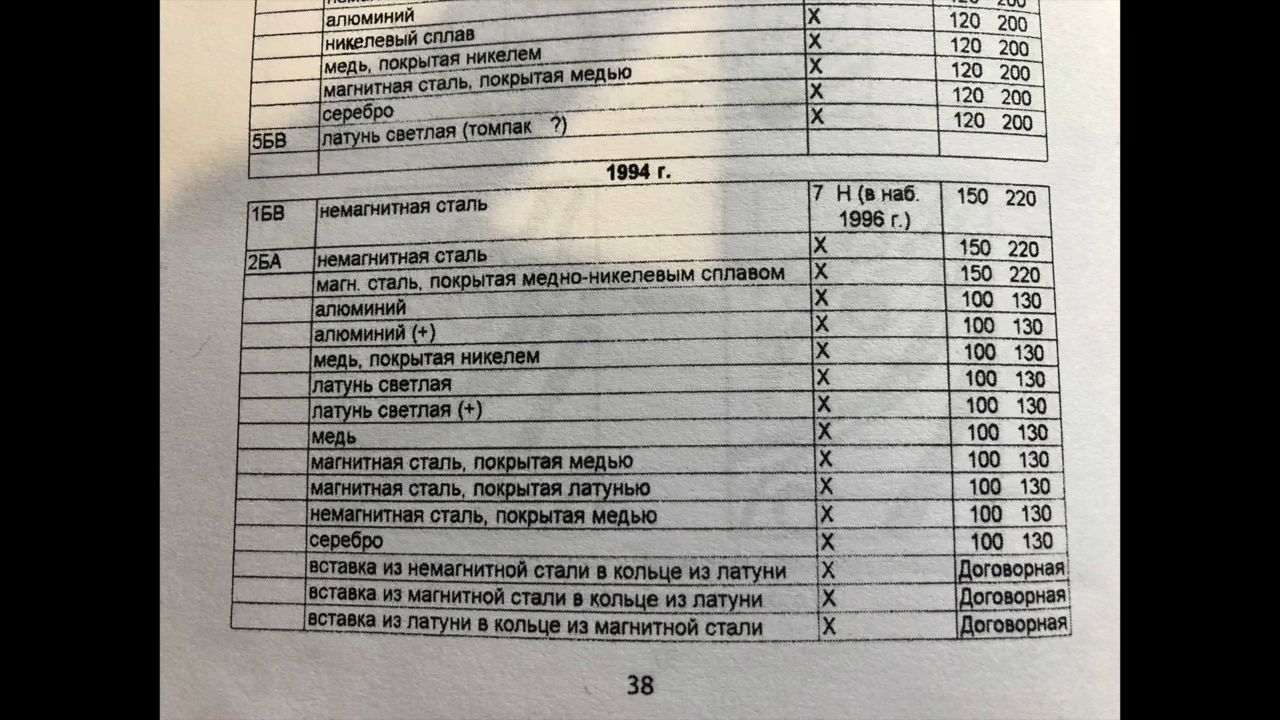 120 200
алюминий X 120 200
никелевый сплав X 120 200
медь, покрытая никелем X 120 200
магнитная сталь, покрытая медью X 120 200
серебро X 120 200
5БВ латунь светлая (томпак ?)
1994 г.
1БВ немагнитная сталь 7 Н (в наб. 150 220
1996 г.)
2БА немагнитная сталь X 150 220
магн. сталь, покрытая медно-никелевым сплавом X 150 220
алюминий X 100 130
алюминий (+) X 100 130
медь, покрытая никелем X 100 130
латунь светлая X 100 130
латунь светлая (+) X 100 130
медь X 100 130
магнитная сталь, покрытая медью X 100 130
магнитная сталь, покрытая латунью X 100 130
немагнитная сталь, покрытая медью X 100 130
серебро X 100 130
вставка из немагнитной стали в кольце из латуни X Договорная
вставка из магнитной стали в кольце из латуни X Договорная
вставка из латуни в кольце из магнитной стали X Договорная
38